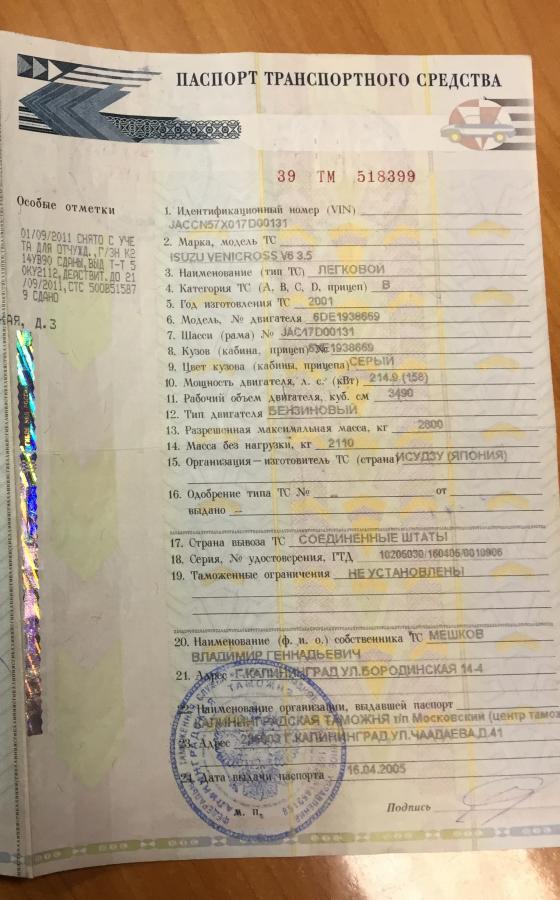 ПАСПОРТ ТРАНСПОРТНОГО СРЕДСТВА
39 ТМ 518399
Особые отметки
01/09/2011 СНЯТО С УЧЕ
ТА ДЛЯ ОТЧУЖД.,Г/ЗН К2
14УВ90 СДАНЫ,ВЫД Т-Т 5
0КУ2112,ДЕЙСТВИТ.ДО 21
/09/2011,СТС 500851587
9 СДАНО
КАЯ, Д.3
1. Идентификационный номер (VIN)
JACCN57X017D00131
2. Марка, модель ТС
ISUZU VENICROSS V6 3.5
3. Наименование (тип ТС) ЛЕГКОВОЙ
4. Категория ТС (А, В, С, D, прицеп) В
5. Год изготовления ТС 2001
6. Модель, № двигателя 6DE1938669
7. Шасси (рама) № JAC17D00131
8. Кузов (кабина, прицеп) № 6DE1938669
9. Цвет кузова (кабины, прицепа) СЕРЫЙ
10. Мощность двигателя, л. с. (кВт) 214.9 (158)
11. Рабочий объем двигателя, куб. см 3490
12. Тип двигателя БЕНЗИНОВЫЙ
13. Разрешенная максимальная масса, кг 2800
14. Масса без нагрузки, кг 2110
15. Организация—изготовитель ТС (страна) ИСУДЗУ (ЯПОНИЯ)
16. Одобрение типа ТС № -- от
выдано --
17. Страна вывоза ТС СОЕДИНЕННЫЕ ШТАТЫ
18. Серия, № удостоверения, ГТД 10205030/160405/0010906
19. Таможенные ограничения НЕ УСТАНОВЛЕНЫ
20. Наименование (ф. и. о.) собственника ТС МЕШКОВ
ВЛАДИМИР ГЕННАДЬЕВИЧ
21. Адрес Г.КАЛИНИНГРАД УЛ.БОРОДИНСКАЯ 14-4
22. Наименование организации, выдавшей паспорт
КАЛИНИНГРАДСКАЯ ТАМОЖНЯ т/п Московский (центр тамо
23. Адрес Г.КАЛИНИНГРАД,УЛ.ЧААДАЕВА,Д.41
24. Дата выдачи паспорта 16.04.2005
М. П.
Подпись